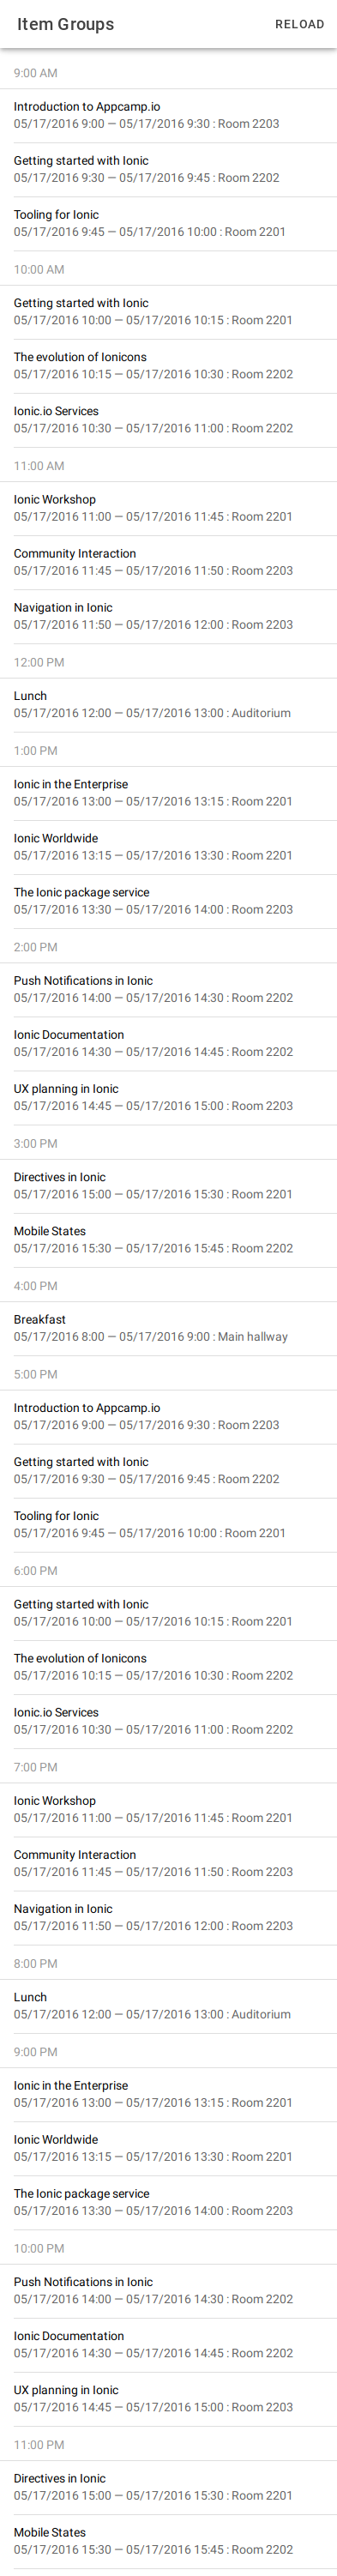 Item Groups
RELOAD
9:00 AM
Introduction to Appcamp.io
05/17/2016 9:00 — 05/17/2016 9:30 : Room 2203
Getting started with Ionic
05/17/2016 9:30 — 05/17/2016 9:45 : Room 2202
Tooling for Ionic
05/17/2016 9:45 — 05/17/2016 10:00 : Room 2201
10:00 AM
Getting started with Ionic
05/17/2016 10:00 — 05/17/2016 10:15 : Room 2201
The evolution of Ionicons
05/17/2016 10:15 — 05/17/2016 10:30 : Room 2202
Ionic.io Services
05/17/2016 10:30 — 05/17/2016 11:00 : Room 2202
11:00 AM
Ionic Workshop
05/17/2016 11:00 — 05/17/2016 11:45 : Room 2201
Community Interaction
05/17/2016 11:45 — 05/17/2016 11:50 : Room 2203
Navigation in Ionic
05/17/2016 11:50 — 05/17/2016 12:00 : Room 2203
12:00 PM
Lunch
05/17/2016 12:00 — 05/17/2016 13:00 : Auditorium
1:00 PM
Ionic in the Enterprise
05/17/2016 13:00 — 05/17/2016 13:15 : Room 2201
Ionic Worldwide
05/17/2016 13:15 — 05/17/2016 13:30 : Room 2201
The Ionic package service
05/17/2016 13:30 — 05/17/2016 14:00 : Room 2203
2:00 PM
Push Notifications in Ionic
05/17/2016 14:00 — 05/17/2016 14:30 : Room 2202
Ionic Documentation
05/17/2016 14:30 — 05/17/2016 14:45 : Room 2202
UX planning in Ionic
05/17/2016 14:45 — 05/17/2016 15:00 : Room 2203
3:00 PM
Directives in Ionic
05/17/2016 15:00 — 05/17/2016 15:30 : Room 2201
Mobile States
05/17/2016 15:30 — 05/17/2016 15:45 : Room 2202
4:00 PM
Breakfast
05/17/2016 8:00 — 05/17/2016 9:00 : Main hallway
5:00 PM
Introduction to Appcamp.io
05/17/2016 9:00 — 05/17/2016 9:30 : Room 2203
Getting started with Ionic
05/17/2016 9:30 — 05/17/2016 9:45 : Room 2202
Tooling for Ionic
05/17/2016 9:45 — 05/17/2016 10:00 : Room 2201
6:00 PM
Getting started with Ionic
05/17/2016 10:00 — 05/17/2016 10:15 : Room 2201
The evolution of Ionicons
05/17/2016 10:15 — 05/17/2016 10:30 : Room 2202
Ionic.io Services
05/17/2016 10:30 — 05/17/2016 11:00 : Room 2202
7:00 PM
Ionic Workshop
05/17/2016 11:00 — 05/17/2016 11:45 : Room 2201
Community Interaction
05/17/2016 11:45 — 05/17/2016 11:50 : Room 2203
Navigation in Ionic
05/17/2016 11:50 — 05/17/2016 12:00 : Room 2203
8:00 PM
Lunch
05/17/2016 12:00 — 05/17/2016 13:00 : Auditorium
9:00 PM
Ionic in the Enterprise
05/17/2016 13:00 — 05/17/2016 13:15 : Room 2201
Ionic Worldwide
05/17/2016 13:15 — 05/17/2016 13:30 : Room 2201
The Ionic package service
05/17/2016 13:30 — 05/17/2016 14:00 : Room 2203
10:00 PM
Push Notifications in Ionic
05/17/2016 14:00 — 05/17/2016 14:30 : Room 2202
Ionic Documentation
05/17/2016 14:30 — 05/17/2016 14:45 : Room 2202
UX planning in Ionic
05/17/2016 14:45 — 05/17/2016 15:00 : Room 2203
11:00 PM
Directives in Ionic
05/17/2016 15:00 — 05/17/2016 15:30 : Room 2201
Mobile States
05/17/2016 15:30 — 05/17/2016 15:45 : Room 2202